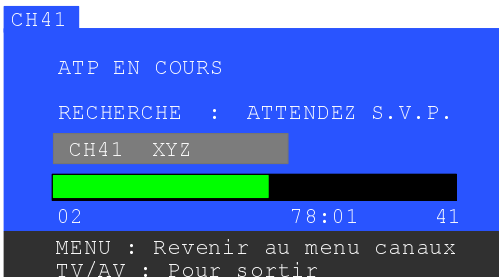 CH41
ATP EN COURS
RECHERCHE : ATTENDEZ S.V.P.
CH41 XYZ
02 78:01 41
MENU : Revenir au menu canaux
TV/AV : Pour sortir